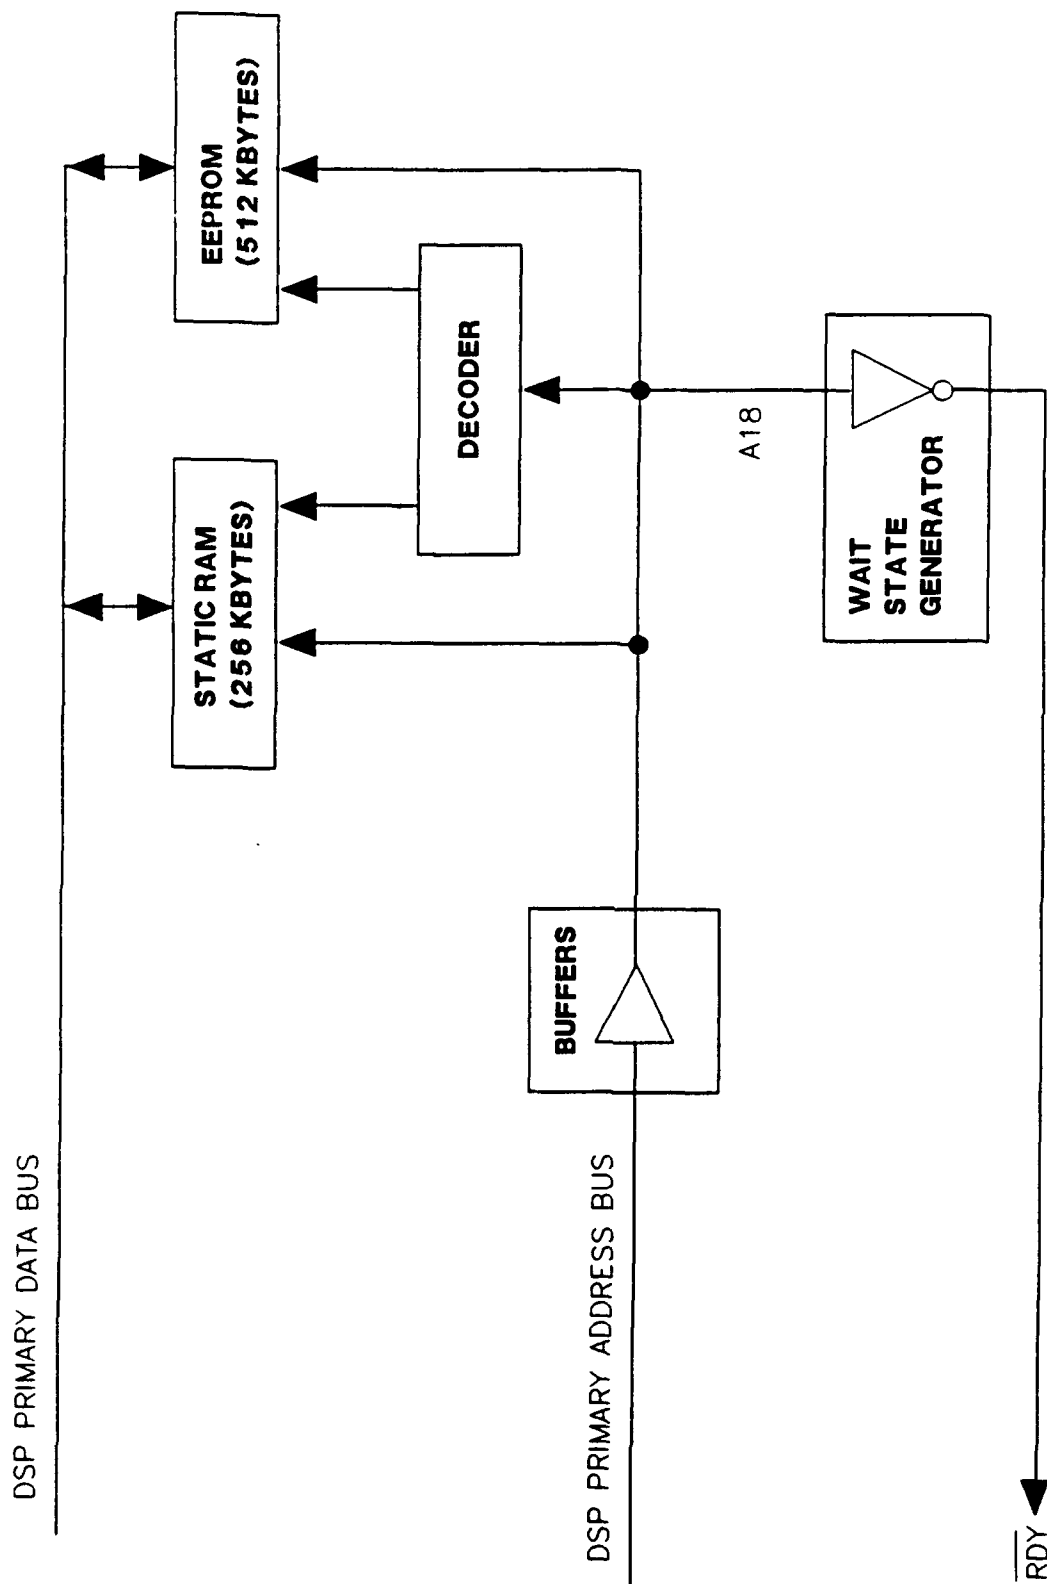 DSP PRIMARY DATA BUS
STATIC RAM
(256 KBYTES)
EEPROM
(512 KBYTES)
DECODER
BUFFERS
DSP PRIMARY ADDRESS BUS
A18
WAIT
STATE
GENERATOR
RDY